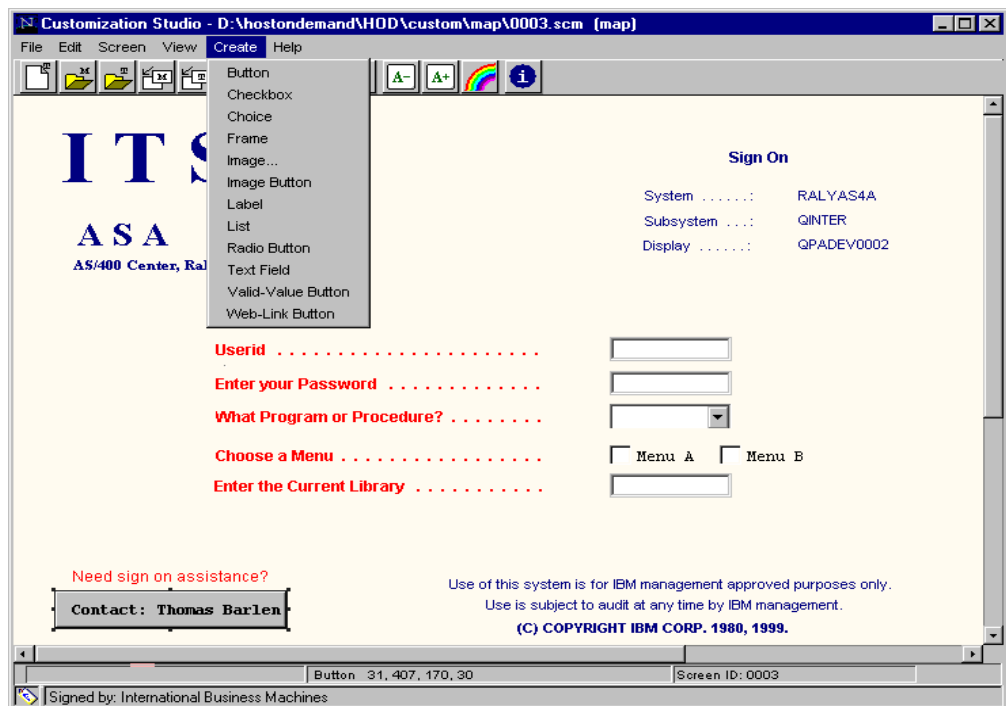 Customization Studio - D:\hostondemand\HOD\custom\map\0003.scm (map)
File Edit Screen View Create Help
M T M T A- A+ i
Button
Checkbox
Choice
Frame
Image...
Image Button
Label
List
Radio Button
Text Field
Valid-Value Button
Web-Link Button
I T S
A S A
AS/400 Center, Ral
Sign On
System ......: RALYAS4A
Subsystem ...: QINTER
Display ......: QPADEV0002
Userid . . . . . . . . . . . . . . . . . . . . . . .
Enter your Password . . . . . . . . . . . . .
What Program or Procedure? . . . . . . . .
Choose a Menu . . . . . . . . . . . . . . . . .
Menu A Menu B
Enter the Current Library . . . . . . . . . . .
Need sign on assistance?
Contact: Thomas Barlen
Use of this system is for IBM management approved purposes only.
Use is subject to audit at any time by IBM management.
(C) COPYRIGHT IBM CORP. 1980, 1999.
Button 31, 407, 170, 30
Screen ID: 0003
Signed by: International Business Machines